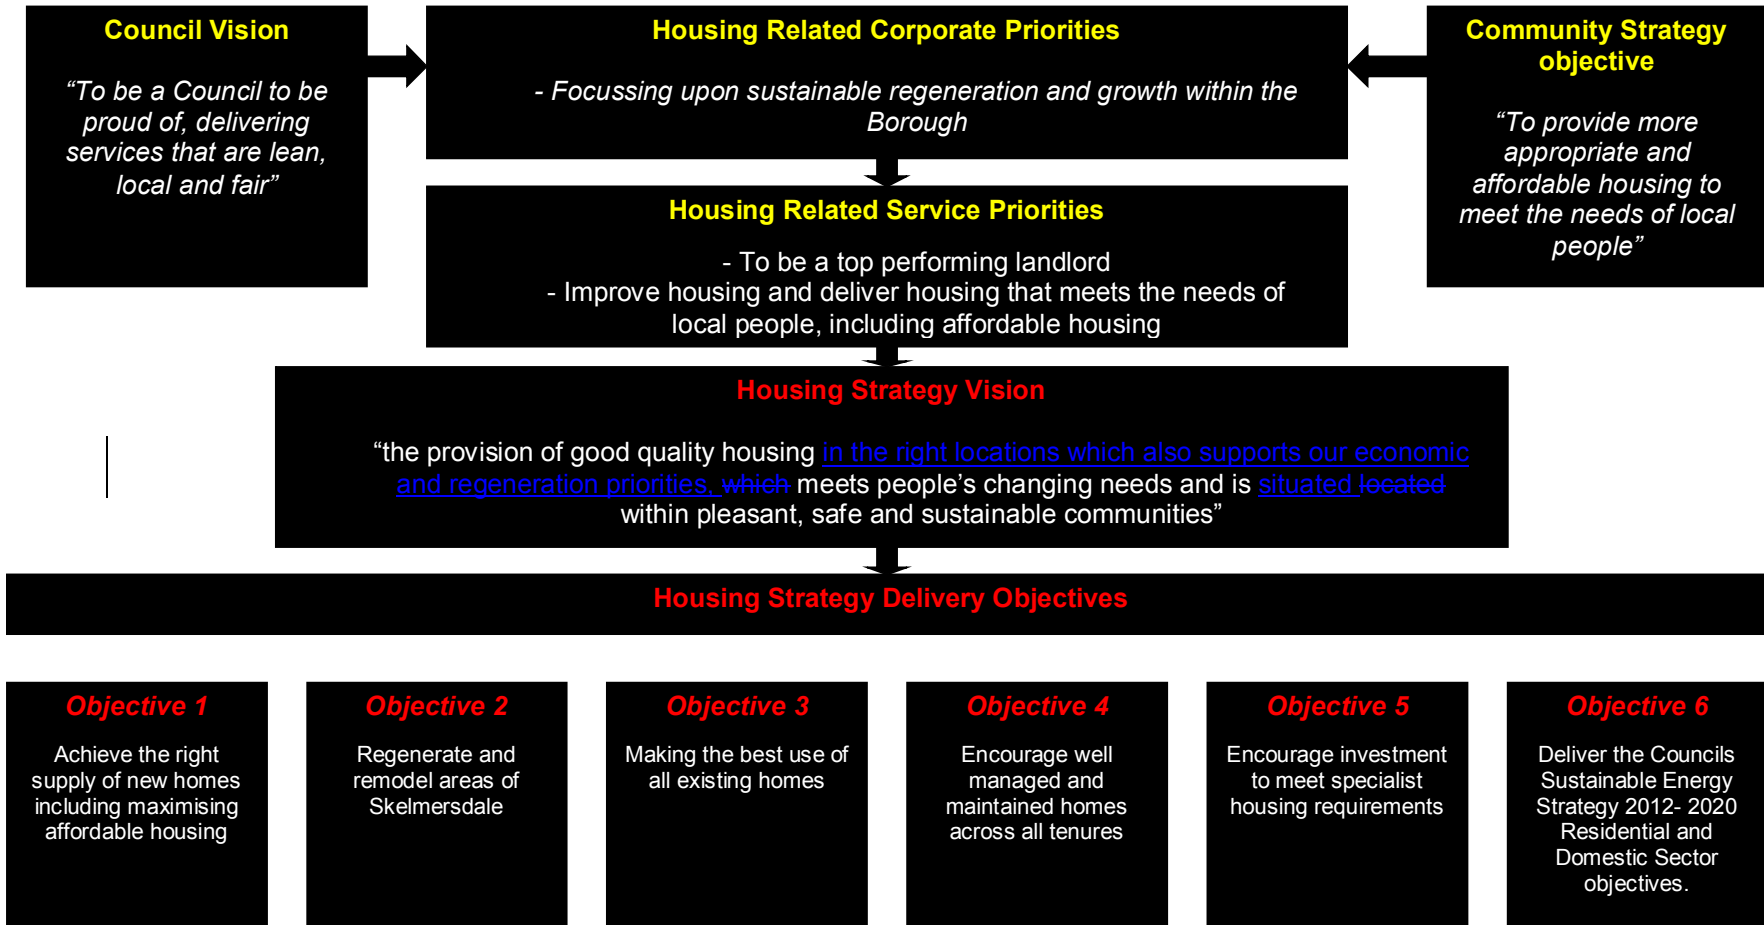 Council Vision
“To be a Council to be
proud of, delivering
services that are lean,
local and fair”
Housing Related Corporate Priorities
- Focussing upon sustainable regeneration and growth within the
Borough
Community Strategy
objective
“To provide more
appropriate and
affordable housing to
meet the needs of local
people”
Housing Related Service Priorities
- To be a top performing landlord
- Improve housing and deliver housing that meets the needs of
local people, including affordable housing
Housing Strategy Vision
“the provision of good quality housing in the right locations which also supports our economic
and regeneration priorities, which meets people’s changing needs and is situated located
within pleasant, safe and sustainable communities”
Housing Strategy Delivery Objectives
Objective 1
Achieve the right
supply of new homes
including maximising
affordable housing
Objective 2
Regenerate and
remodel areas of
Skelmersdale
Objective 3
Making the best use of
all existing homes
Objective 4
Encourage well
managed and
maintained homes
across all tenures
Objective 5
Encourage investment
to meet specialist
housing requirements
Objective 6
Deliver the Councils
Sustainable Energy
Strategy 2012- 2020
Residential and
Domestic Sector
objectives.